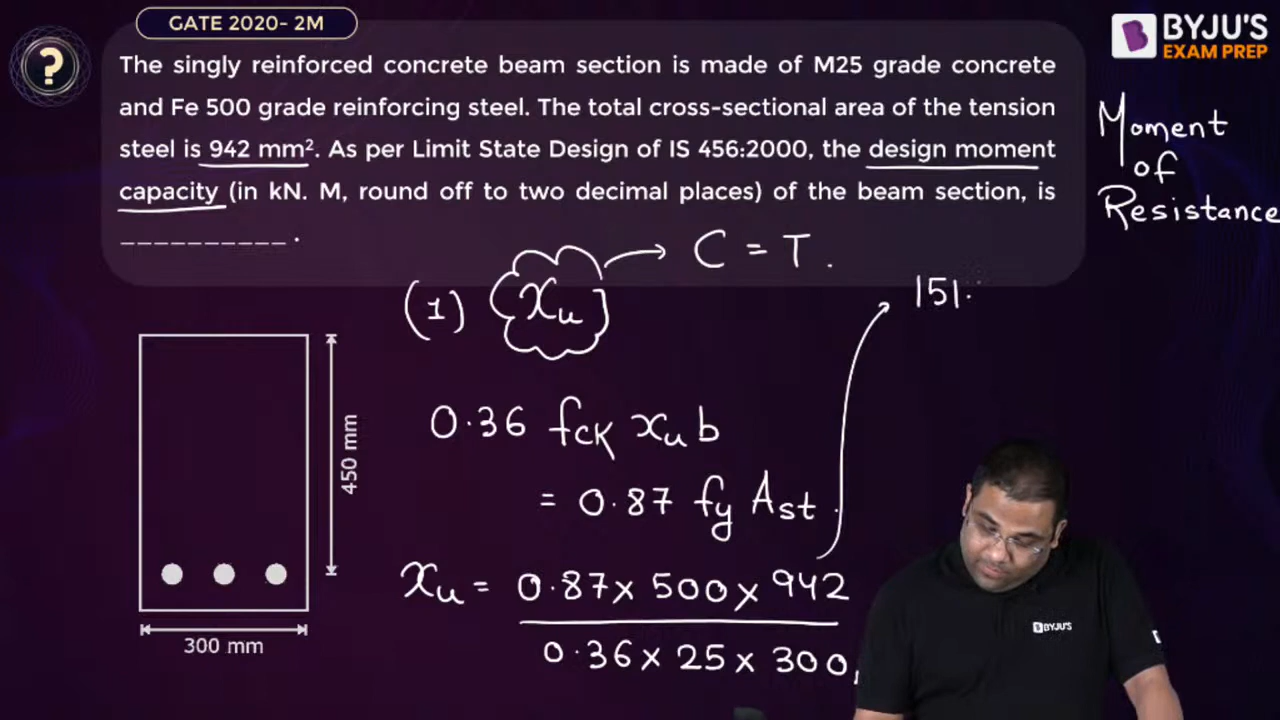 GATE 2020- 2M
BYJU'S
EXAM PREP
?
The singly reinforced concrete beam section is made of M25 grade concrete
and Fe 500 grade reinforcing steel. The total cross-sectional area of the tension
steel is 942 mm². As per Limit State Design of IS 456:2000, the design moment
capacity (in kN. M, round off to two decimal places) of the beam section, is
__________ .
Moment
of
Resistance
(1) xu → C = T.
151.
450 mm
300 mm
0.36 fck xu b
= 0.87 fy Ast.
xu = 0.87 x 500 x 942
0.36 x 25 x 300
BYJU'S